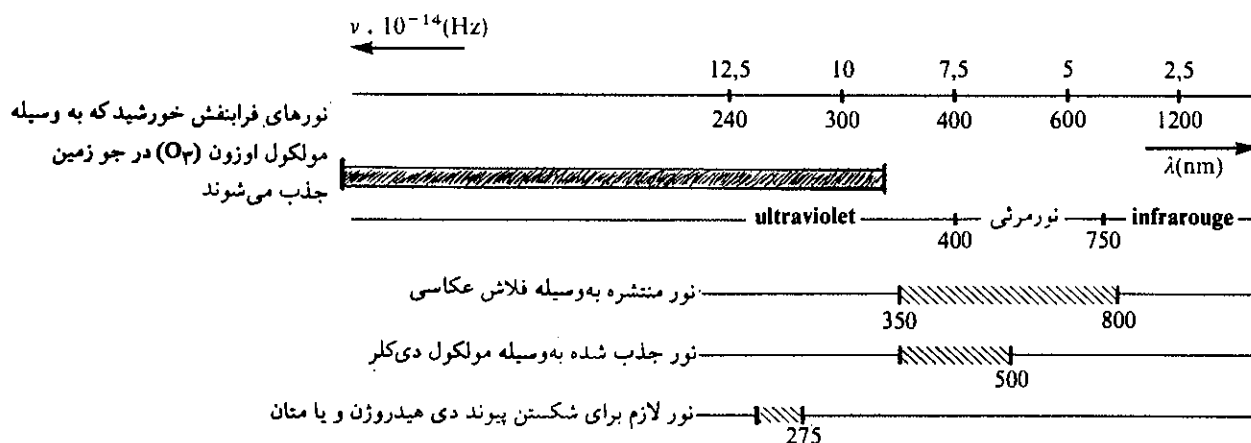 ν . 10⁻¹⁴(Hz)
12,5 10 7,5 5 2,5
240 300 400 600 1200
λ(nm)
نورهای فرابنفش خورشید که به وسیله
مولکول اوزون (O۳) در جو زمین
جذب می‌شوند
ultraviolet نورمرئی infrarouge
400 750
نور منتشره به‌وسیله فلاش عکاسی
350 800
نور جذب شده به‌وسیله مولکول دی‌کلر
500
نور لازم برای شکستن پیوند دی هیدروژن و یا متان
275